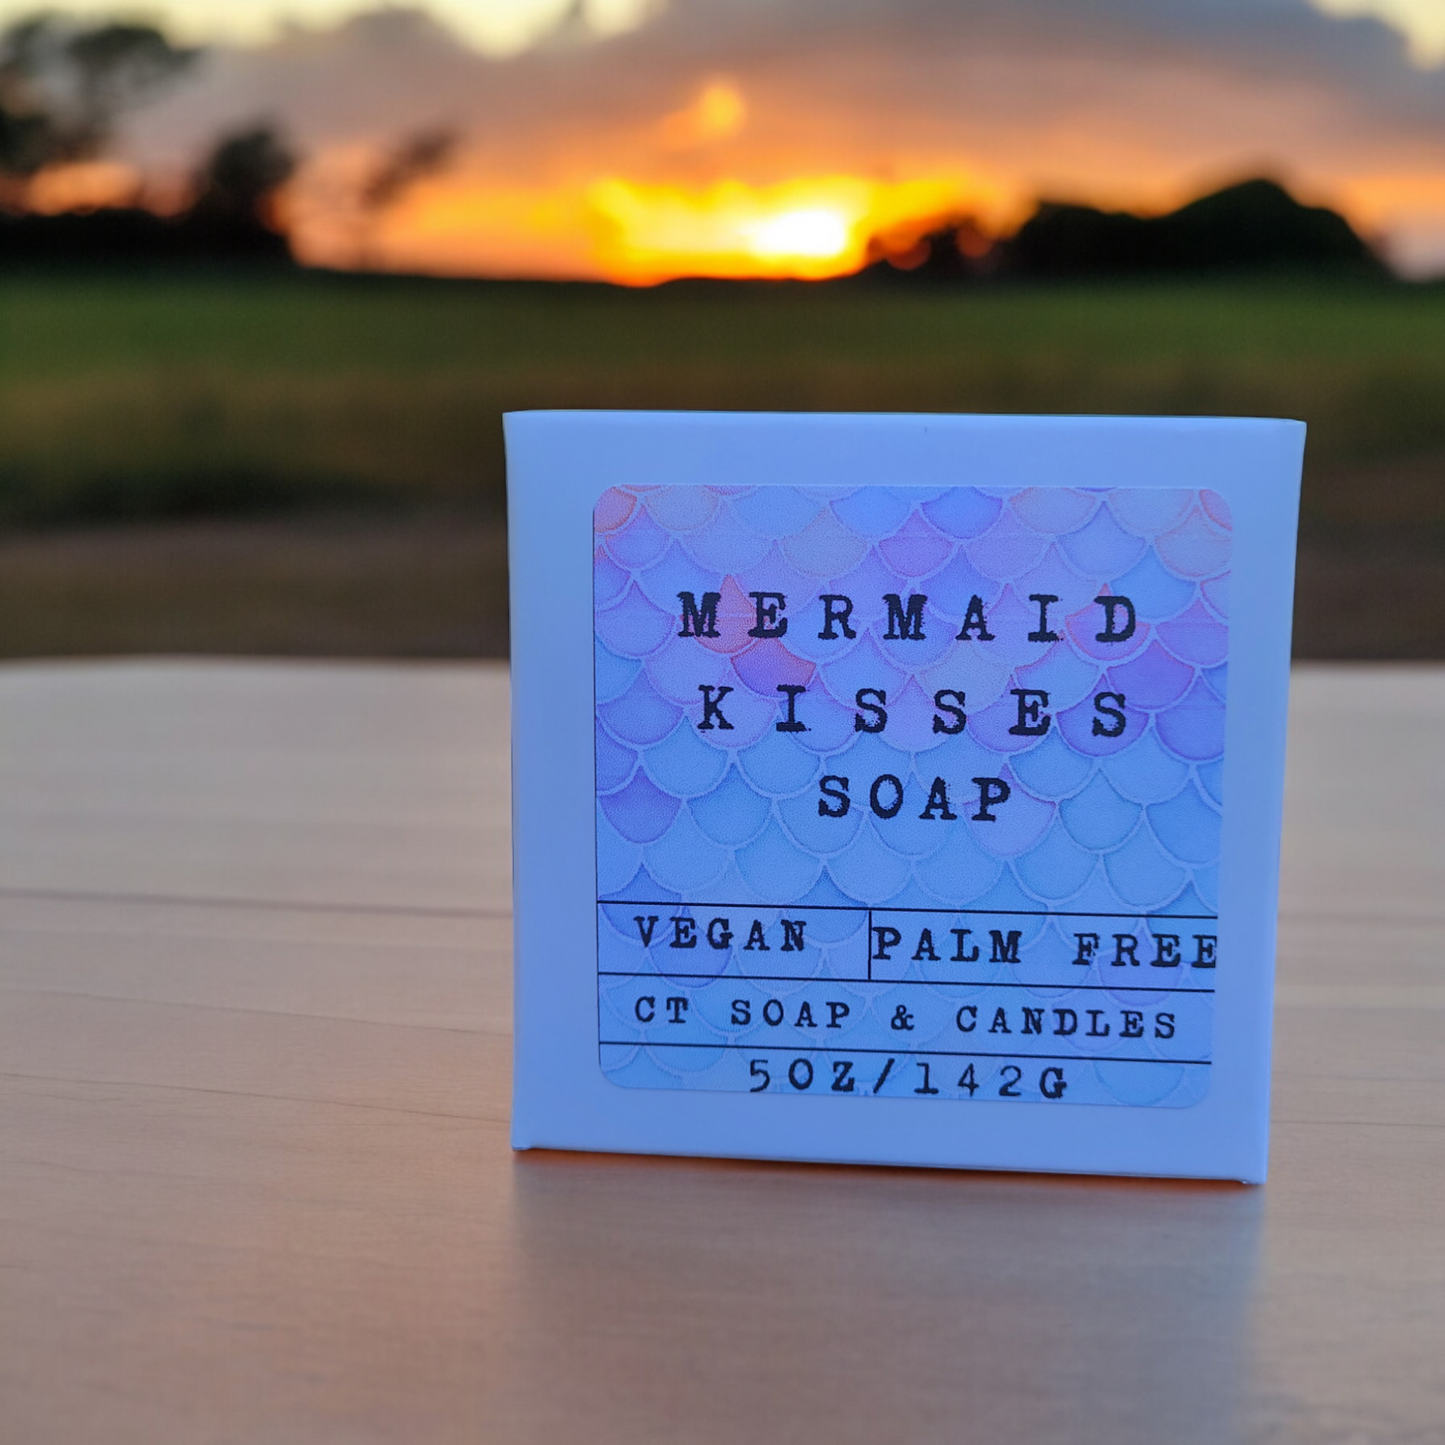 MERMAID
KISSES
SOAP
VEGAN PALM FREE
CT SOAP & CANDLES
5OZ/142G